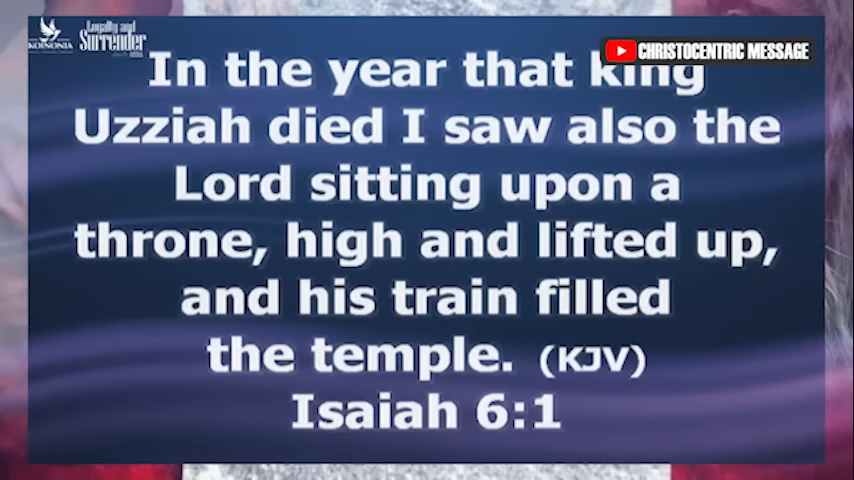 KOINONIA
Loyalty and
Surrender
CHRISTOCENTRIC MESSAGE
In the year that king
Uzziah died I saw also the
Lord sitting upon a
throne, high and lifted up,
and his train filled
the temple. (KJV)
Isaiah 6:1